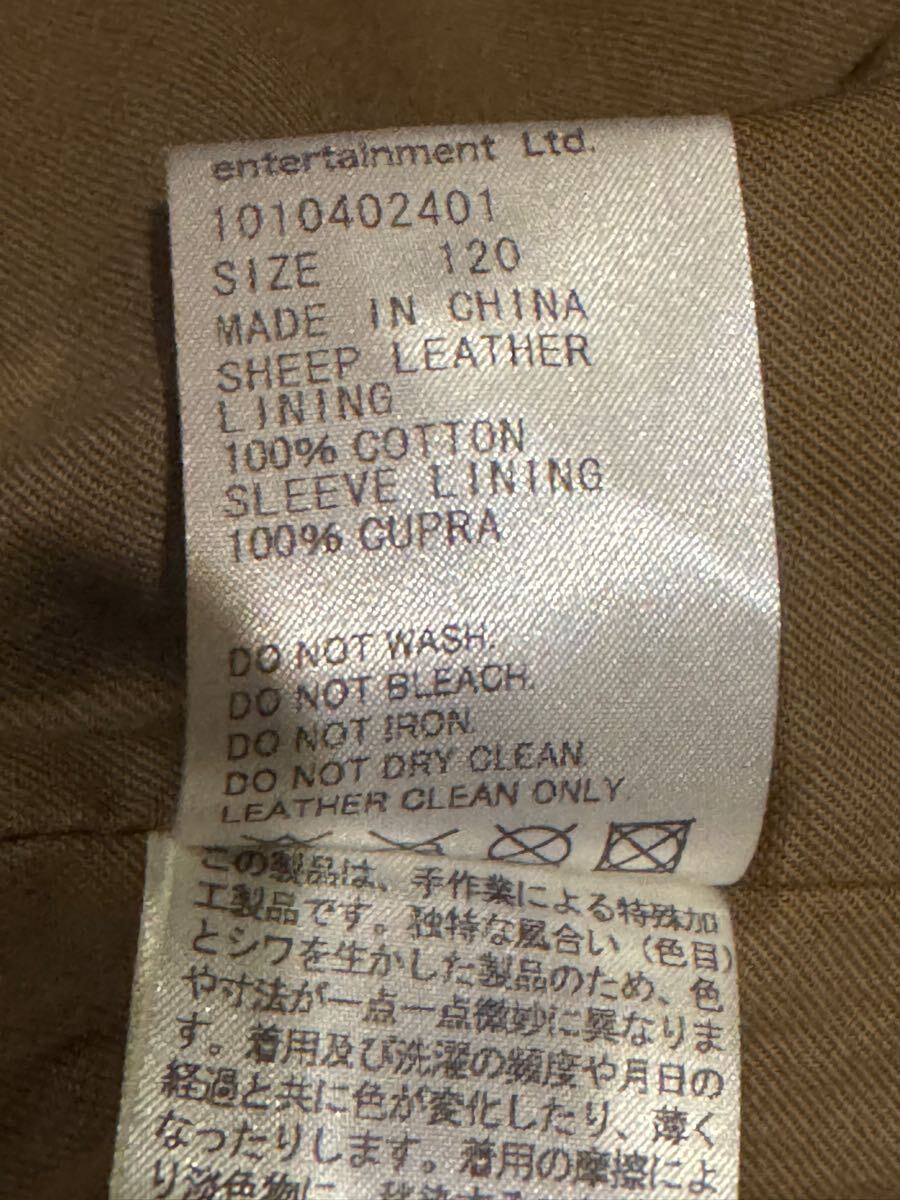 entertainment Ltd.
1010402401
SIZE 120
MADE IN CHINA
SHEEP LEATHER
LINING
100% COTTON
SLEEVE LINING
100% CUPRA
DO NOT WASH.
DO NOT BLEACH.
DO NOT IRON.
DO NOT DRY CLEAN.
LEATHER CLEAN ONLY.
この製品は、手作業による特殊加
工製品です。独特な風合い(色目)
とシワを生かした製品のため、色
や寸法が一点一点微妙に異なりま
す。着用及び洗濯の頻度や月日の
経過と共に色が変化したり、薄く
なったりします。着用の摩擦によ
り淡色物に